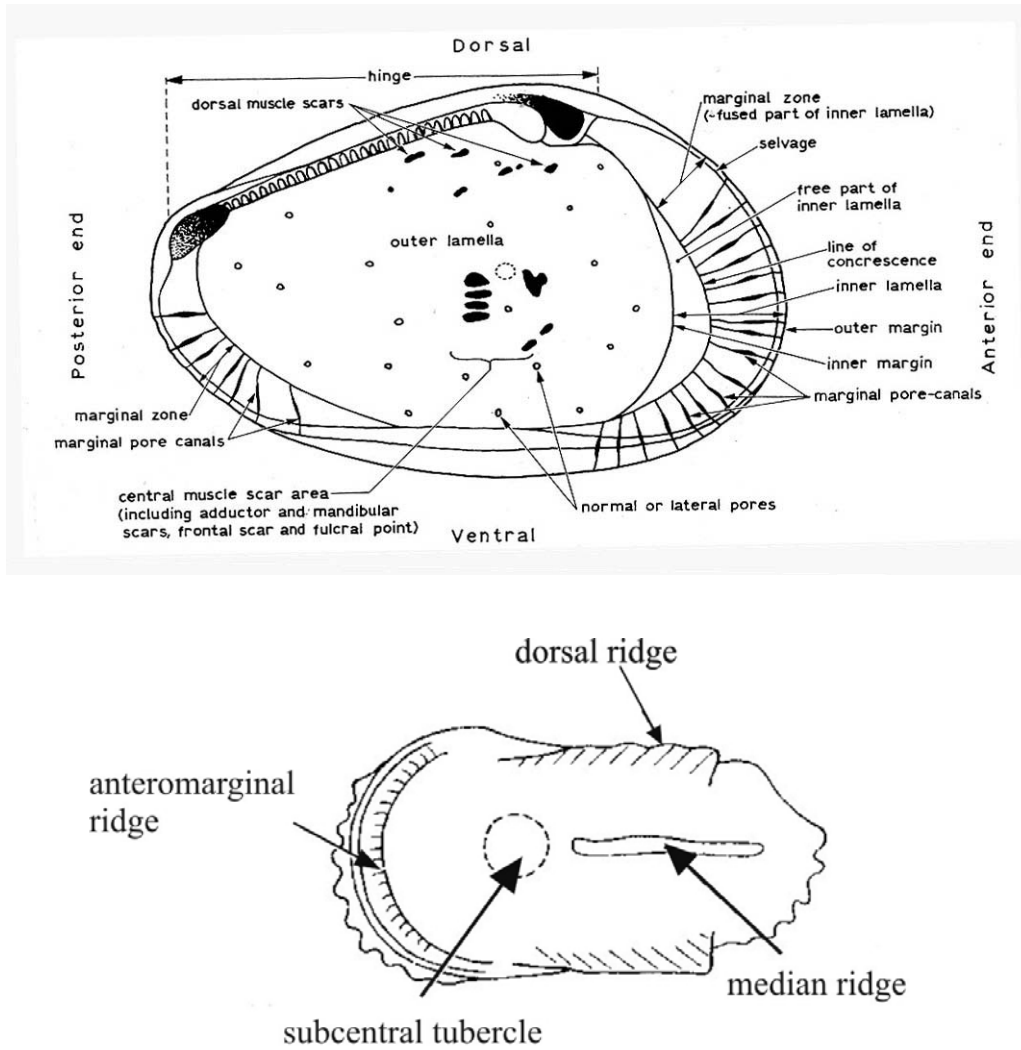 Dorsal
hinge
dorsal muscle scars
marginal zone
(~fused part of inner lamella)
selvage
free part of
inner lamella
outer lamella
line of
concrescence
inner lamella
Posterior end
Anterior end
outer margin
inner margin
marginal pore-canals
marginal zone
marginal pore canals
central muscle scar area
(including adductor and mandibular
scars, frontal scar and fulcral point)
normal or lateral pores
Ventral
dorsal ridge
anteromarginal
ridge
median ridge
subcentral tubercle